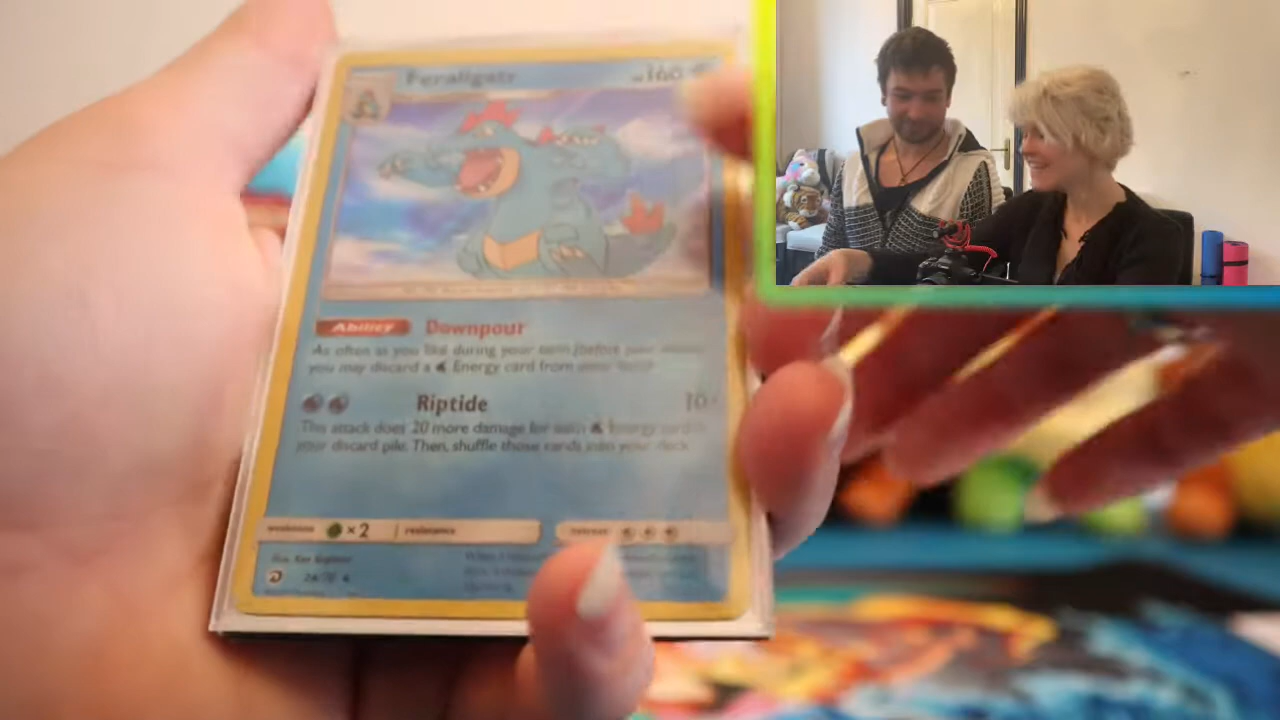 Feraligatr 160
Ability Downpour
As often as you like during your turn (before your
you may discard a Energy card from your
Riptide 10
This attack does 20 more damage for each Energy card in
your discard pile. Then, shuffle those cards into your deck.
weakness ×2 resistance retreat